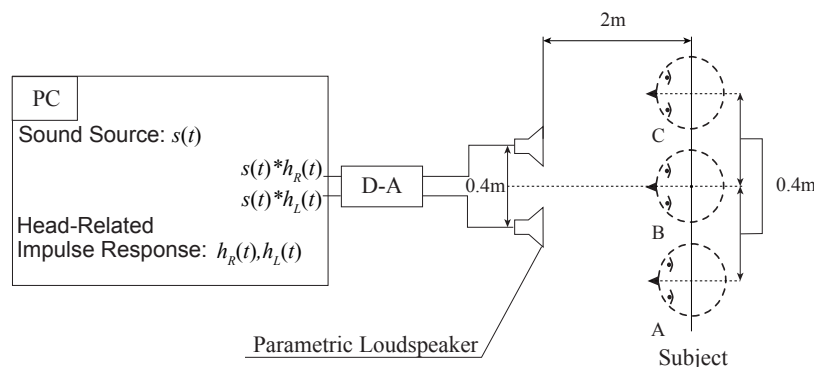 2m
PC
Sound Source: s(t)
C
s(t)*h_R(t)
D-A
0.4m
0.4m
s(t)*h_L(t)
Head-Related
Impulse Response: h_R(t),h_L(t)
B
A
Parametric Loudspeaker
Subject